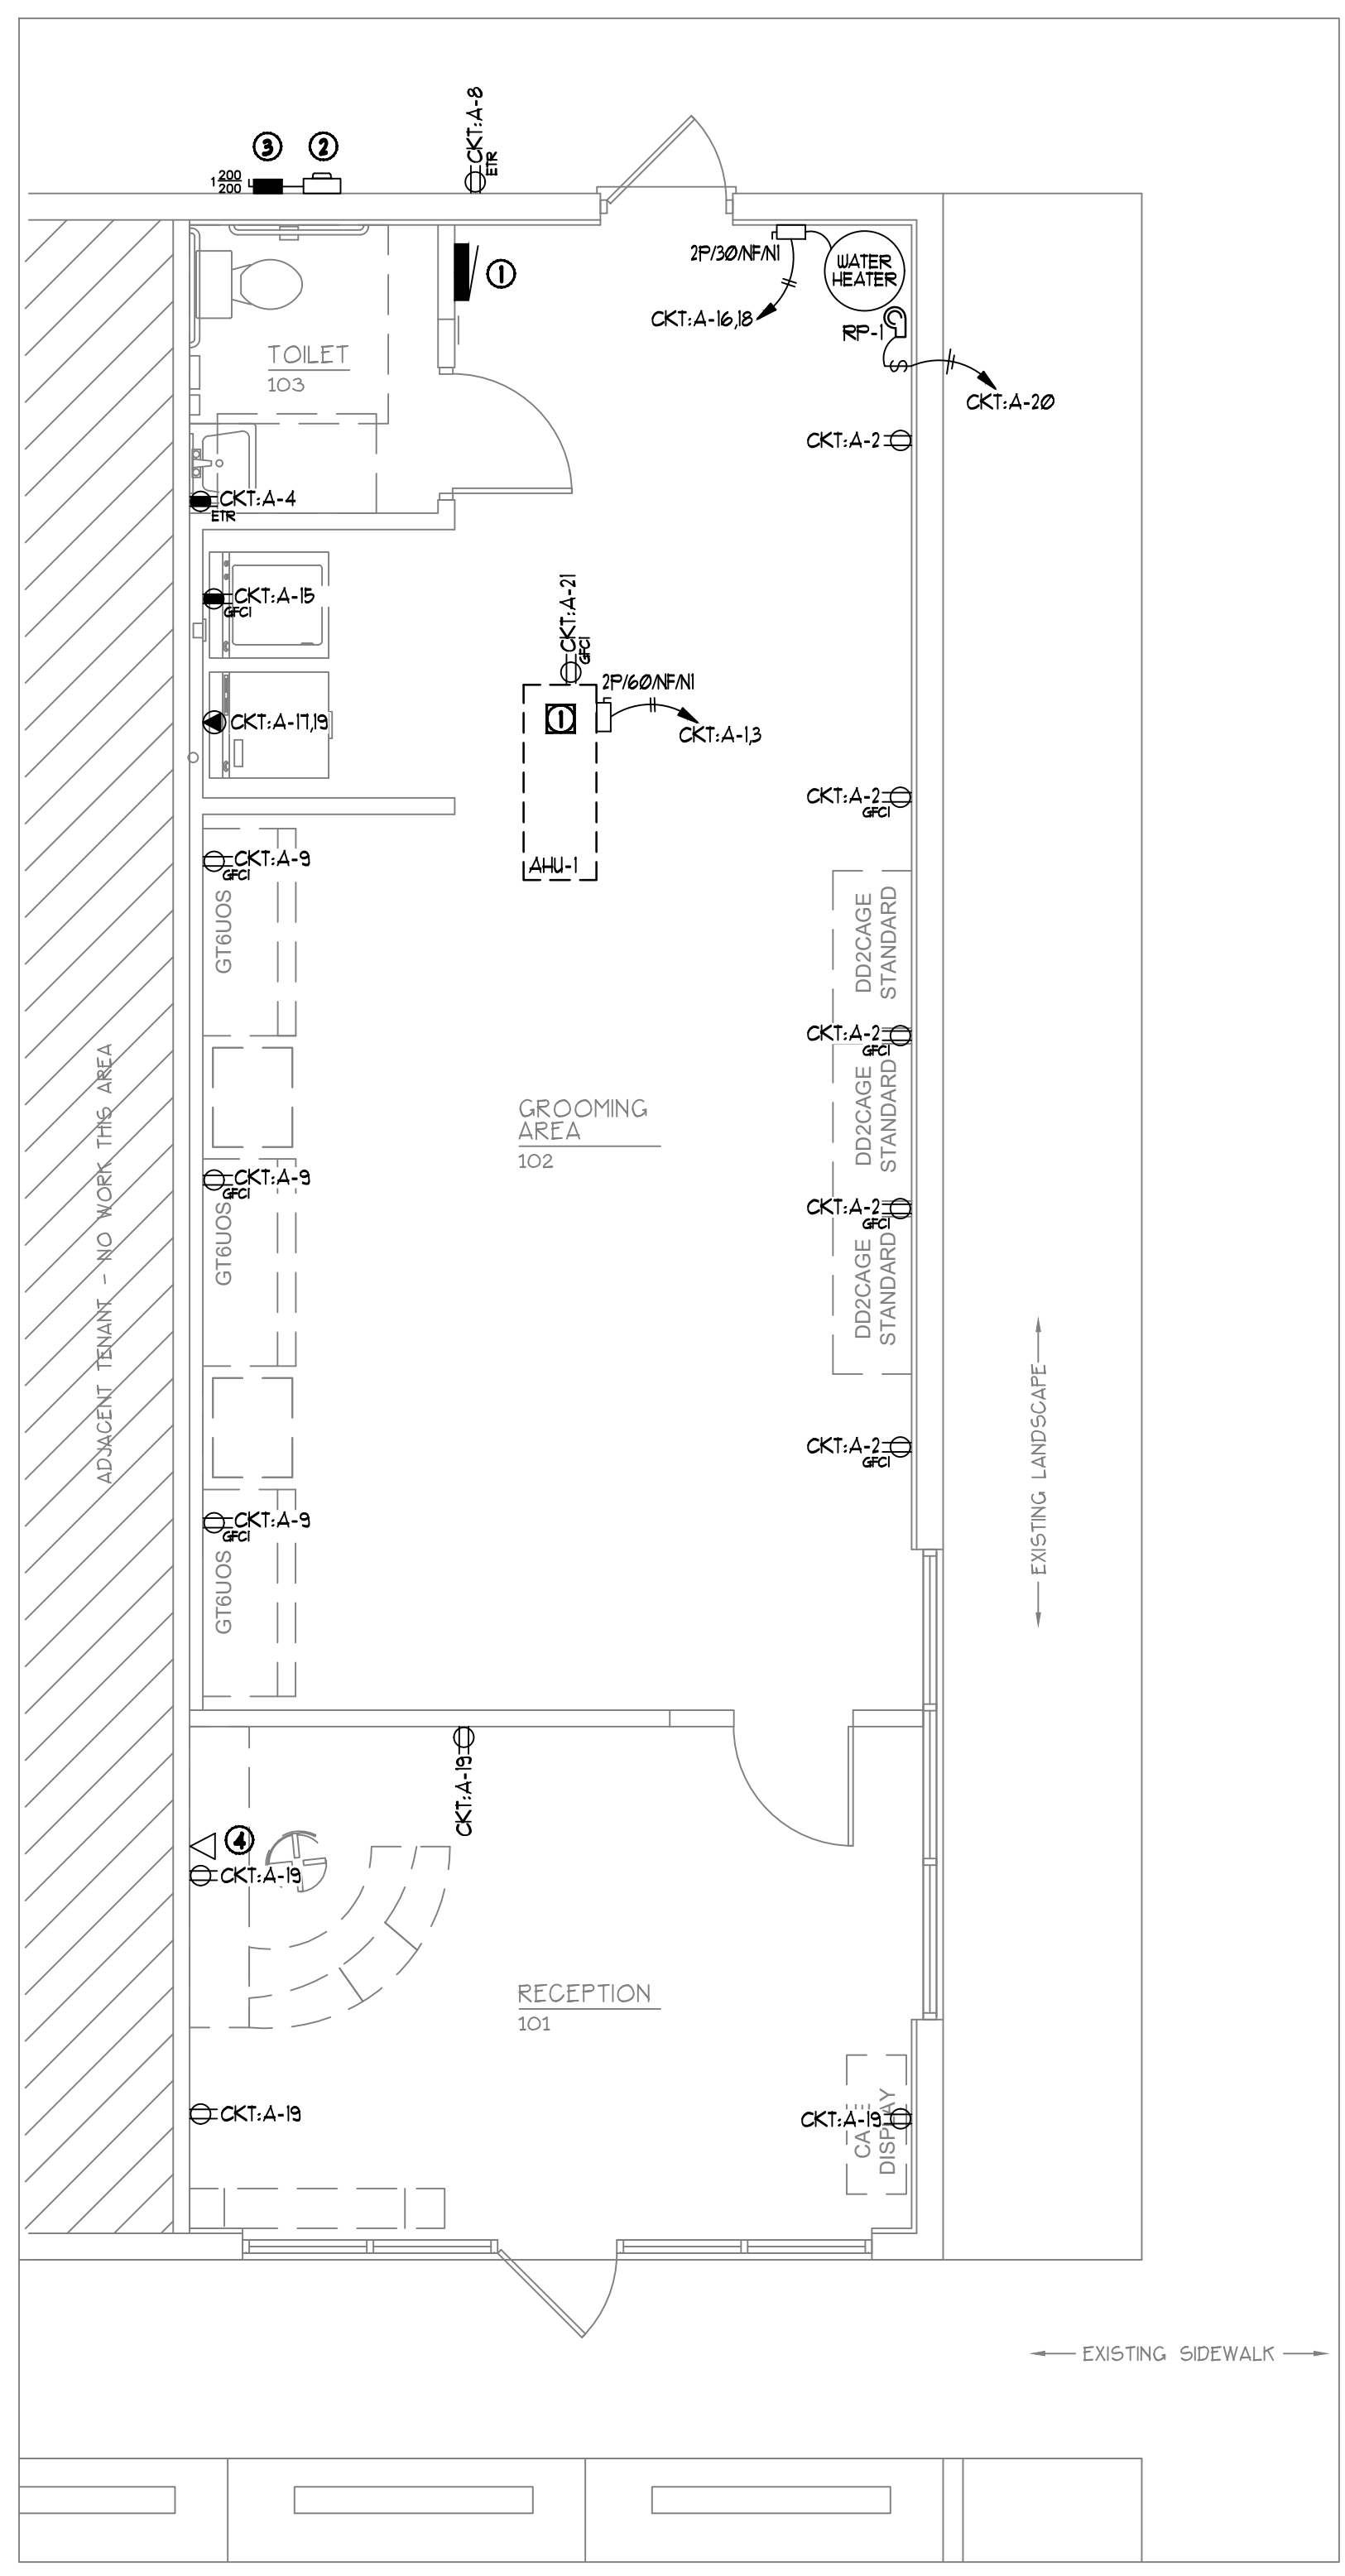 CKT:A-8
ETR
3
2
1 200
200
1
2P/30/NF/N1
WATER
HEATER
CKT:A-16,18
RP-1
S
CKT:A-20
TOILET
103
CKT:A-2
CKT:A-4
ETR
CKT:A-15
GFCI
CKT:A-21
GFCI
2P/60/NF/N1
1
CKT:A-17,19
CKT:A-1,3
CKT:A-2
GFCI
AHU-1
CKT:A-9
GFCI
GT6UOS
DD2CAGE
STANDARD
CKT:A-2
GFCI
ADJACENT TENANT - NO WORK THIS AREA
GROOMING
AREA
102
DD2CAGE
STANDARD
CKT:A-9
GFCI
GT6UOS
CKT:A-2
GFCI
DD2CAGE
STANDARD
EXISTING LANDSCAPE
CKT:A-2
GFCI
CKT:A-9
GFCI
GT6UOS
CKT:A-19
4
CKT:A-19
RECEPTION
101
CKT:A-19
CKT:A-19
DISPLAY
EXISTING SIDEWALK